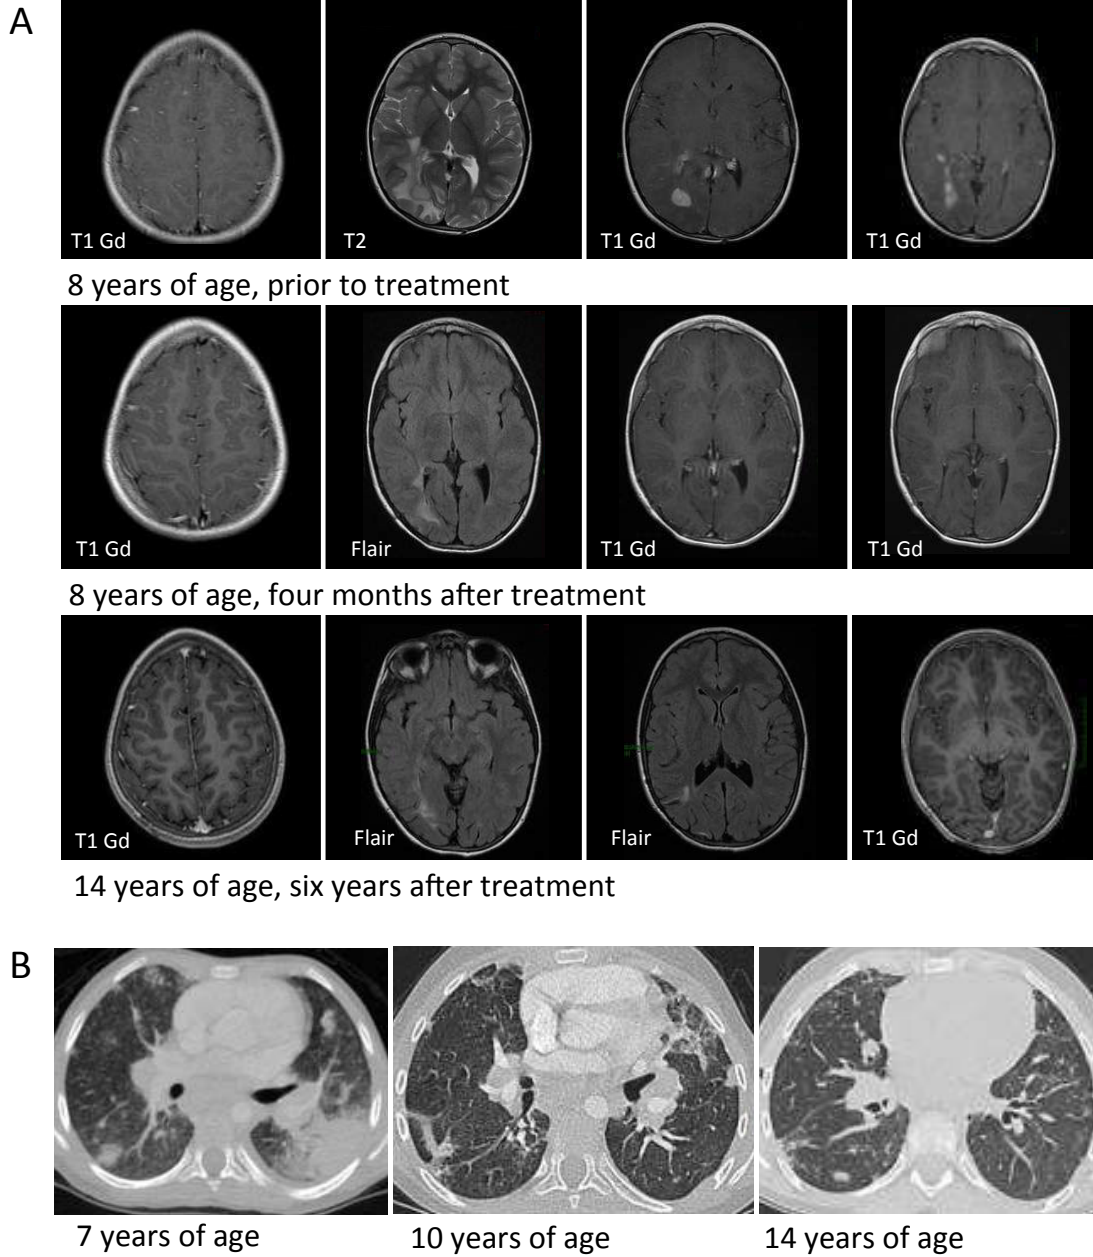 A
T1 Gd
T2
T1 Gd
T1 Gd
8 years of age, prior to treatment
T1 Gd
Flair
T1 Gd
T1 Gd
8 years of age, four months after treatment
T1 Gd
Flair
Flair
T1 Gd
14 years of age, six years after treatment
B
7 years of age
10 years of age
14 years of age